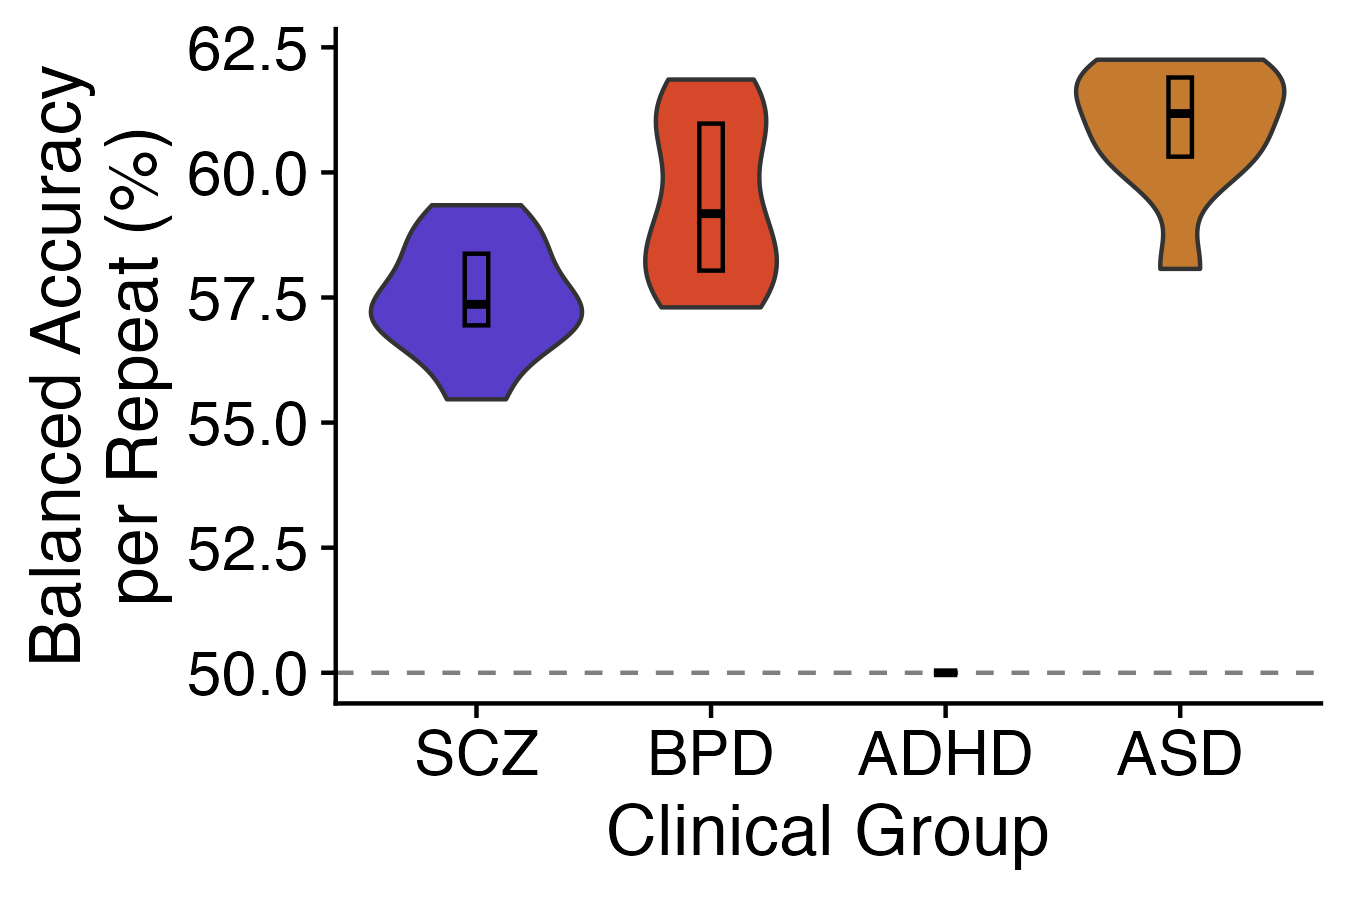 Balanced Accuracy
per Repeat (%)
62.5
60.0
57.5
55.0
52.5
50.0
SCZ BPD ADHD ASD
Clinical Group